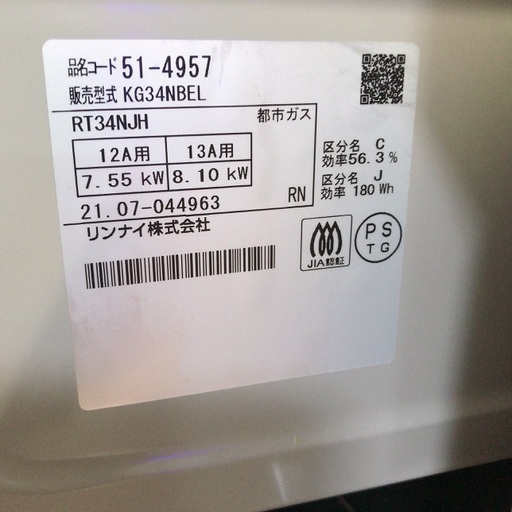 品名コード 51-4957
販売型式 KG34NBEL
RT34NJH 都市ガス
12A用 13A用
7.55 kW 8.10 kW
21.07-044963 RN
リンナイ株式会社
区分名 C
効率56.3%
区分名 J
効率 180 Wh
JIA認証
PS
TG